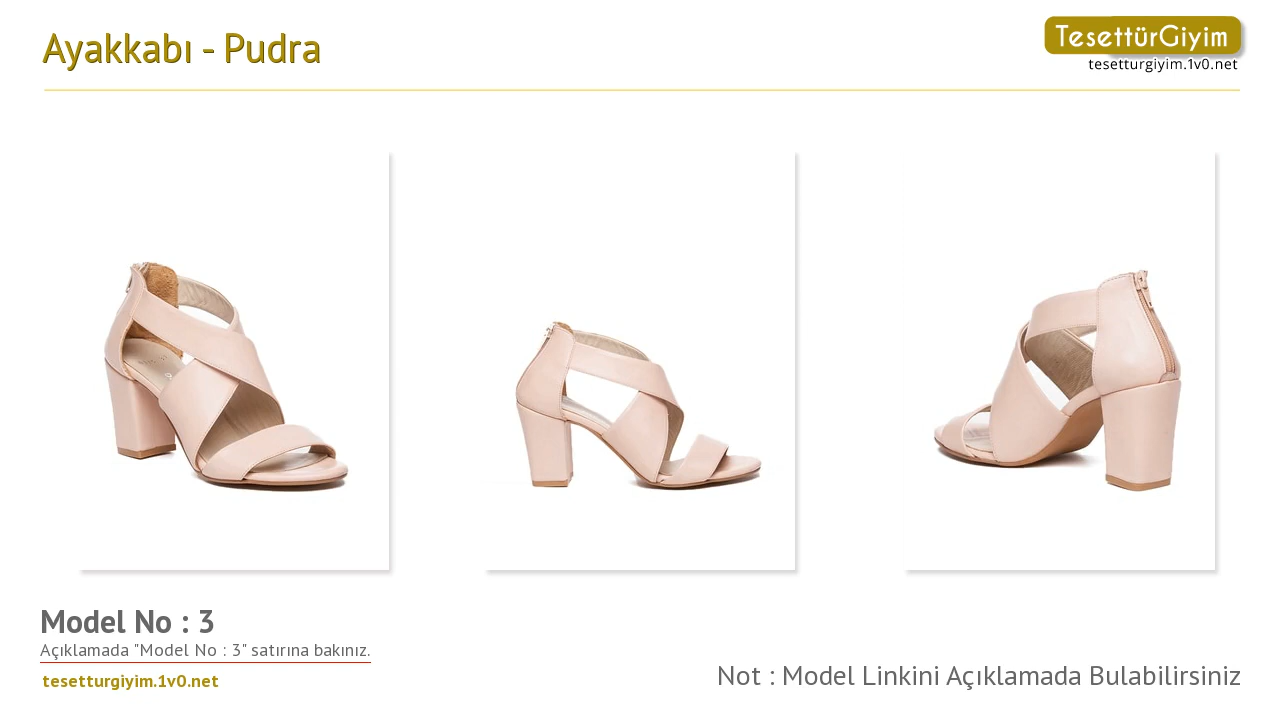 Ayakkabı - Pudra
TesettürGiyim
tesetturgiyim.1v0.net
Model No : 3
Açıklamada "Model No : 3" satırına bakınız.
tesetturgiyim.1v0.net
Not : Model Linkini Açıklamada Bulabilirsiniz